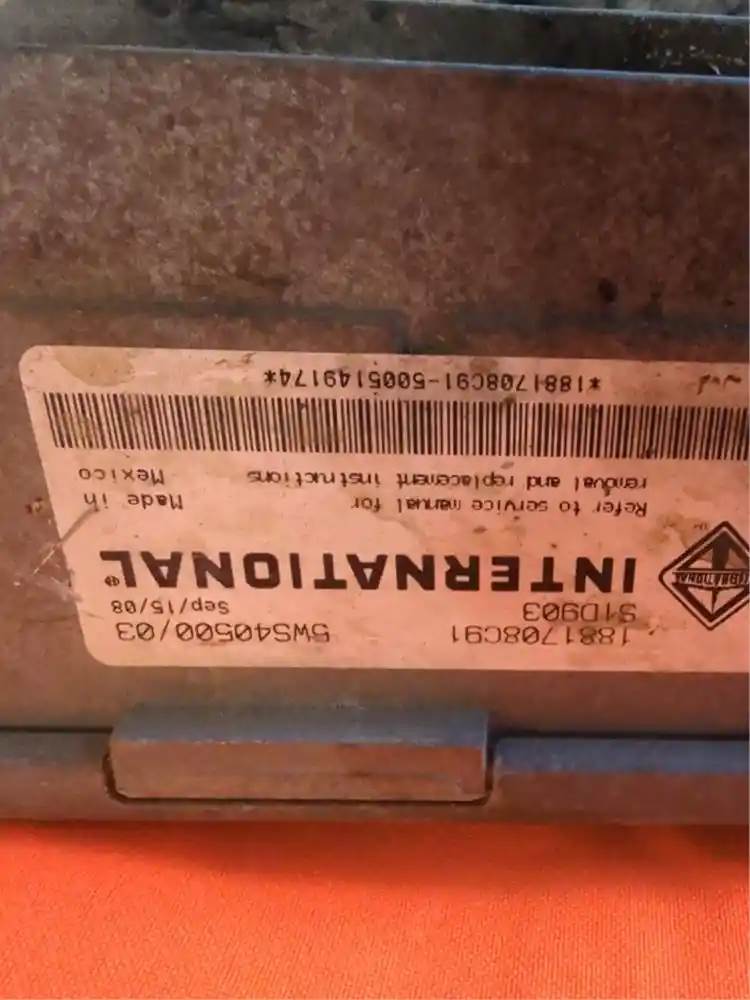 1881708C91 5WS40500/03
S1D903 Sep/15/08
INTERNATIONAL®
INTERNATIONAL
Refer to service manual for Made in
removal and replacement instructions Mexico
*1881708C91-5005149174*